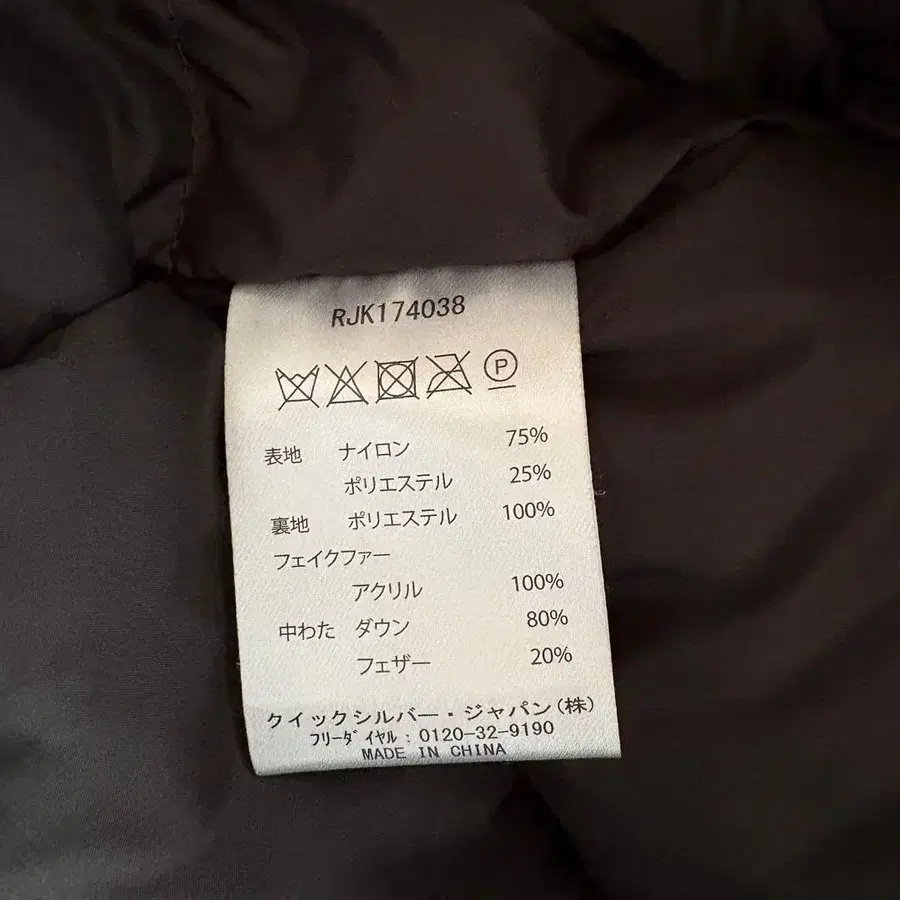 RJK174038
P
表地 ナイロン 75%
ポリエステル 25%
裏地 ポリエステル 100%
フェイクファー
アクリル 100%
中わた ダウン 80%
フェザー 20%
クイックシルバー・ジャパン(株)
ﾌﾘｰﾀﾞｲﾔﾙ:0120-32-9190
MADE IN CHINA